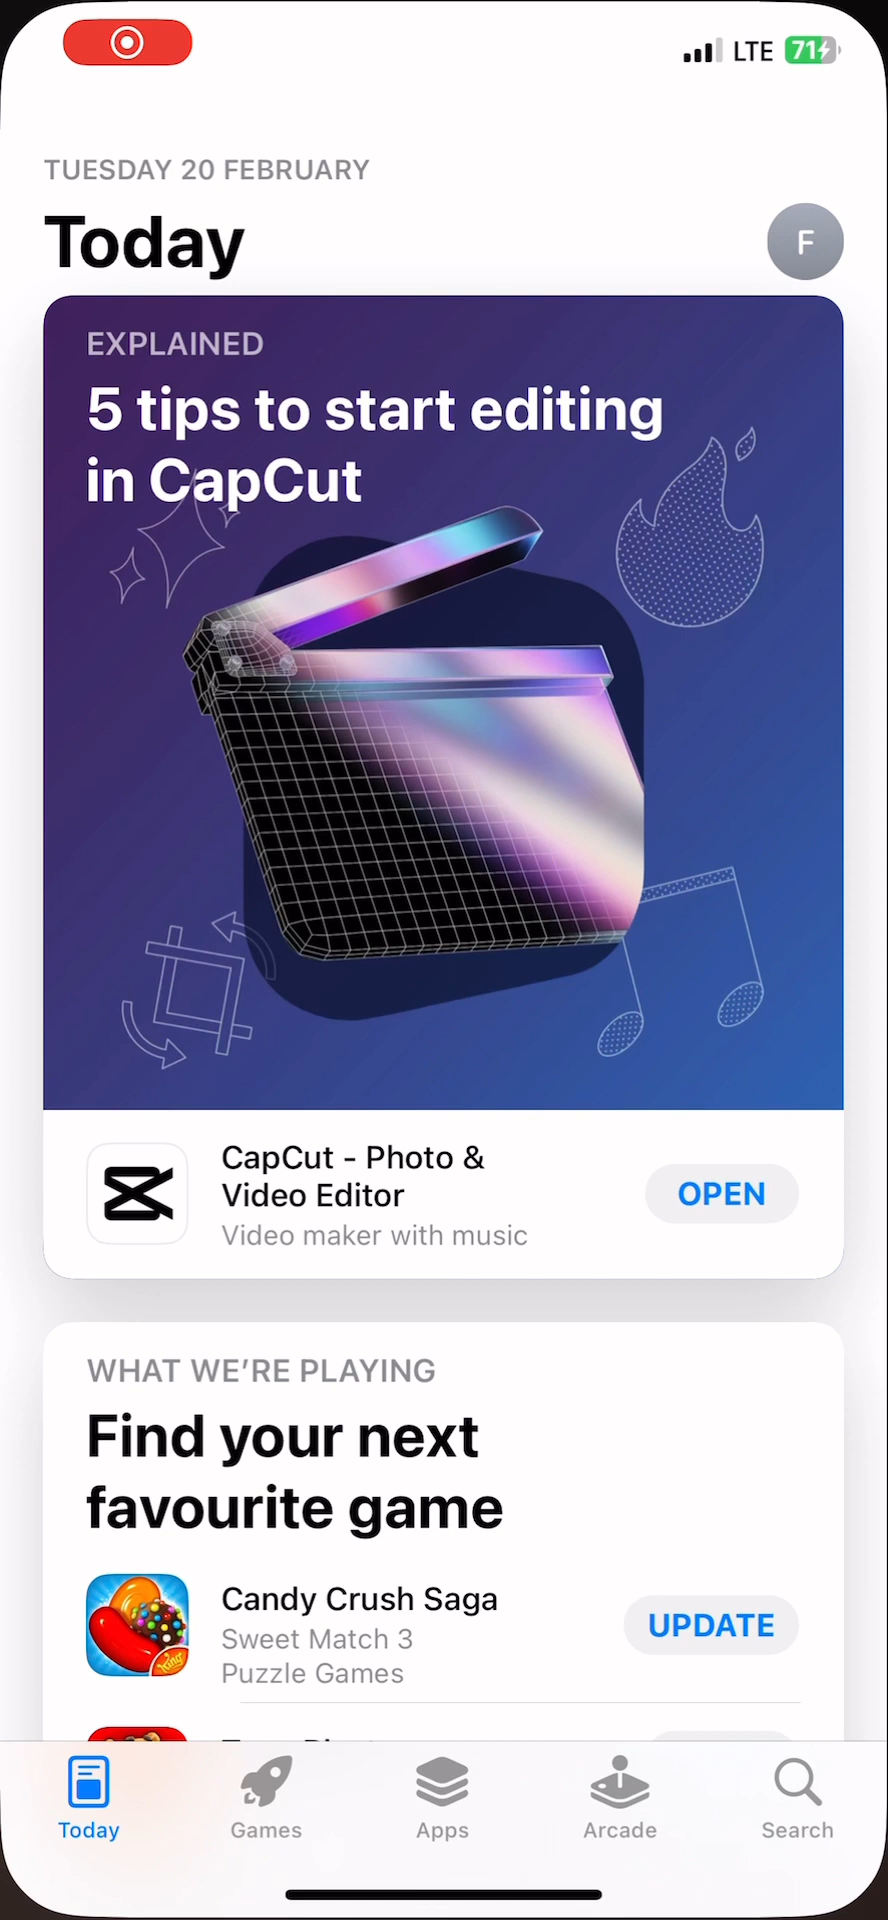 LTE 71
TUESDAY 20 FEBRUARY
Today
F
EXPLAINED
5 tips to start editing
in CapCut
CapCut - Photo &
Video Editor
Video maker with music
OPEN
WHAT WE'RE PLAYING
Find your next
favourite game
Candy Crush Saga
Sweet Match 3
Puzzle Games
UPDATE
King
Today
Games
Apps
Arcade
Search